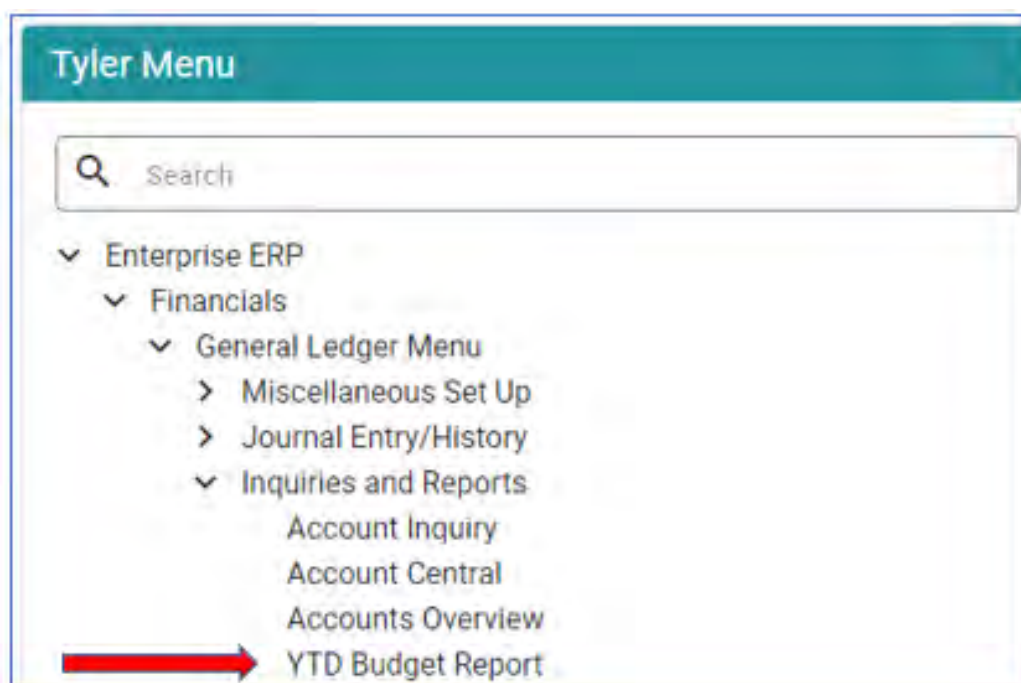 Tyler Menu
Search
Enterprise ERP
Financials
General Ledger Menu
Miscellaneous Set Up
Journal Entry/History
Inquiries and Reports
Account Inquiry
Account Central
Accounts Overview
YTD Budget Report